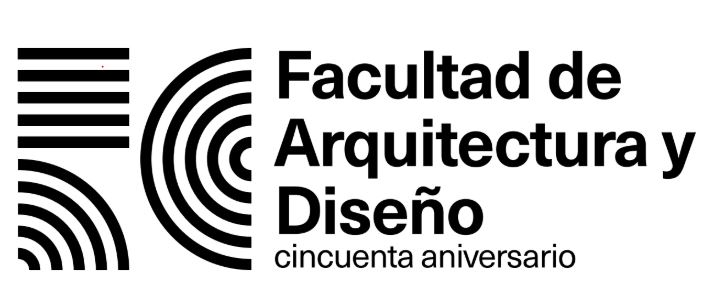 Facultad de
Arquitectura y
Diseño
cincuenta aniversario